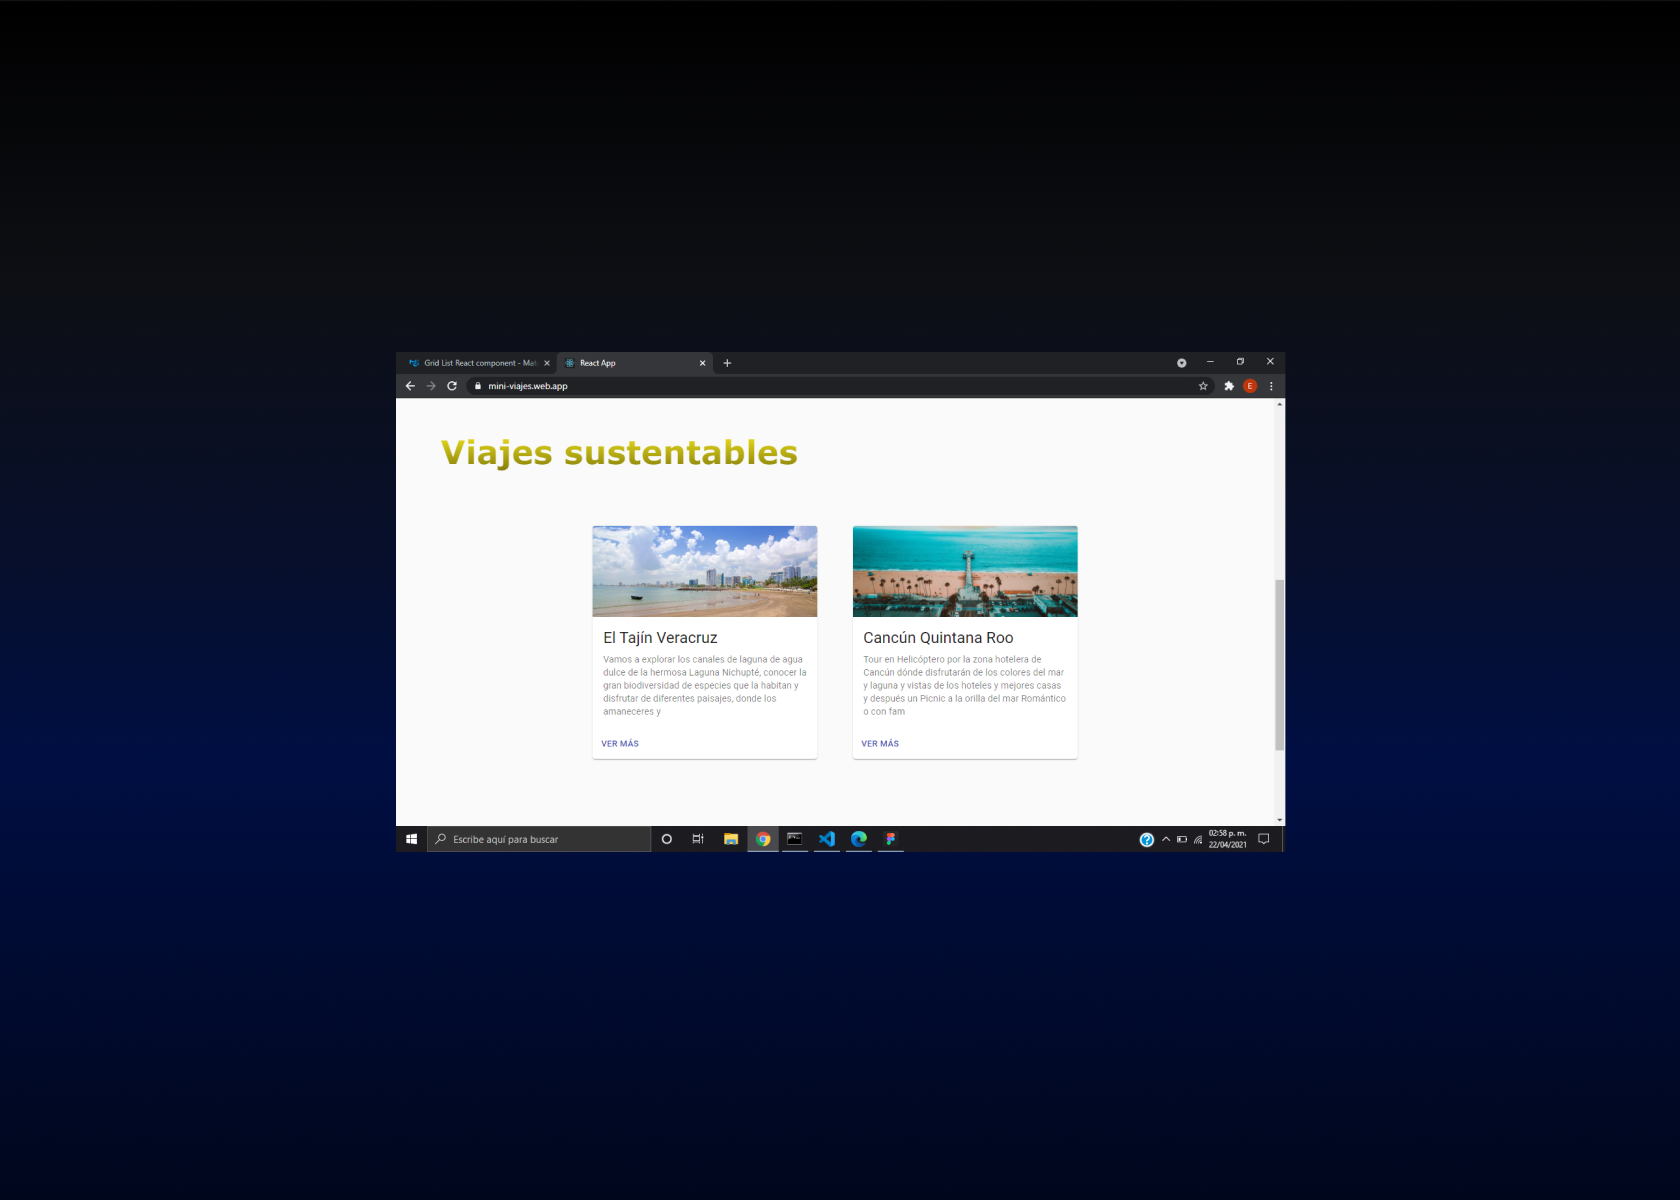 Grid List React component - Mat
React App
mini-viajes.web.app
E
Viajes sustentables
El Tajín Veracruz
Vamos a explorar los canales de laguna de agua
dulce de la hermosa Laguna Nichupté, conocer la
gran biodiversidad de especies que la habitan y
disfrutar de diferentes paisajes, donde los
amaneceres y
VER MÁS
Cancún Quintana Roo
Tour en Helicóptero por la zona hotelera de
Cancún dónde disfrutarán de los colores del mar
y laguna y vistas de los hoteles y mejores casas
y después un Picnic a la orilla del mar Romántico
o con fam
VER MÁS
Escribe aquí para buscar
02:58 p. m.
22/04/2021